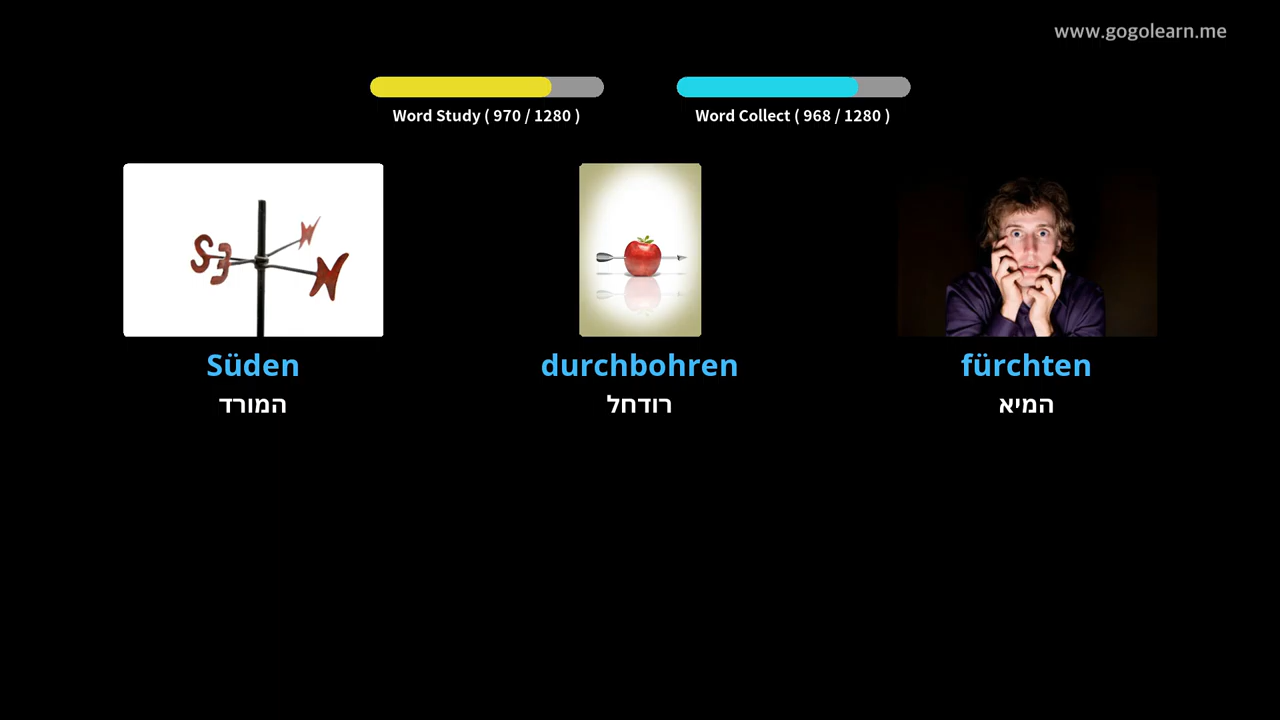 www.gogolearn.me
Word Study ( 970 / 1280 )
Word Collect ( 968 / 1280 )
Süden
המורד
durchbohren
רודחל
fürchten
המיא